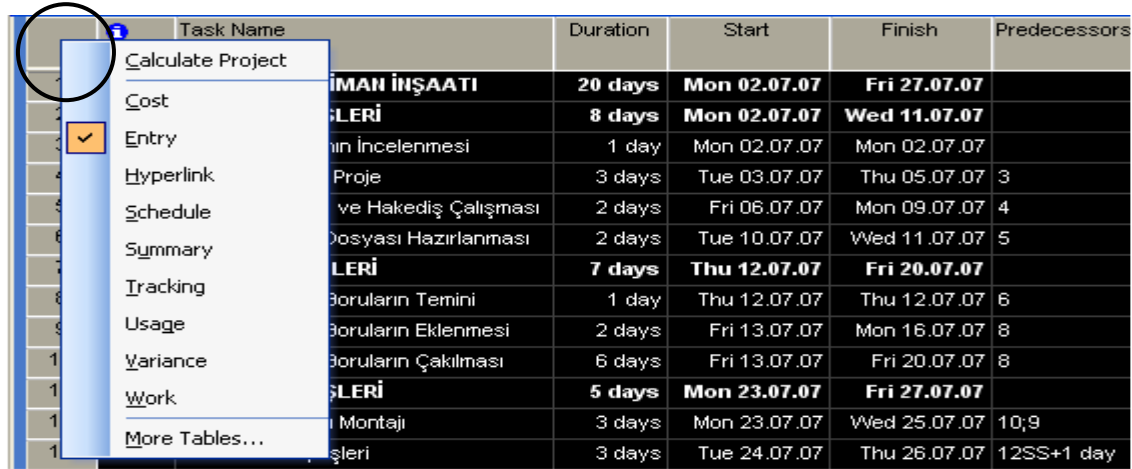 Task Name Duration Start Finish Predecessors
Calculate Project
İMAN İNŞAATI 20 days Mon 02.07.07 Fri 27.07.07
Cost
ŞLERİ 8 days Mon 02.07.07 Wed 11.07.07
Entry
İncelenmesi 1 day Mon 02.07.07 Mon 02.07.07
Hyperlink
Proje 3 days Tue 03.07.07 Thu 05.07.07 3
Schedule
ve Hakediş Çalışması 2 days Fri 06.07.07 Mon 09.07.07 4
Summary
Dosyası Hazırlanması 2 days Tue 10.07.07 Wed 11.07.07 5
LERİ 7 days Thu 12.07.07 Fri 20.07.07
Tracking
Boruların Temini 1 day Thu 12.07.07 Thu 12.07.07 6
Usage
Boruların Eklenmesi 2 days Fri 13.07.07 Mon 16.07.07 8
Variance
Boruların Çakılması 6 days Fri 13.07.07 Fri 20.07.07 8
Work
ŞLERİ 5 days Mon 23.07.07 Fri 27.07.07
Montajı 3 days Mon 23.07.07 Wed 25.07.07 10;9
More Tables...
şleri 3 days Tue 24.07.07 Thu 26.07.07 12SS+1 day